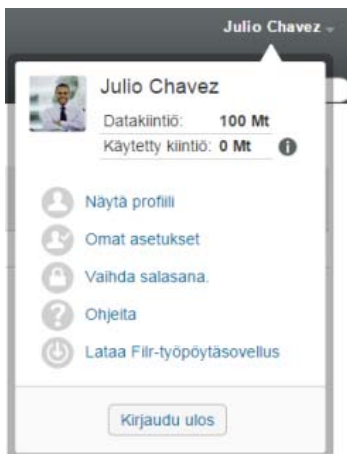 Julio Chavez
Julio Chavez
Datakiintiö: 100 Mt
Käytetty kiintiö: 0 Mt
Näytä profiili
Omat asetukset
Vaihda salasana.
Ohjeita
Lataa Filr-työpöytäsovellus
Kirjaudu ulos